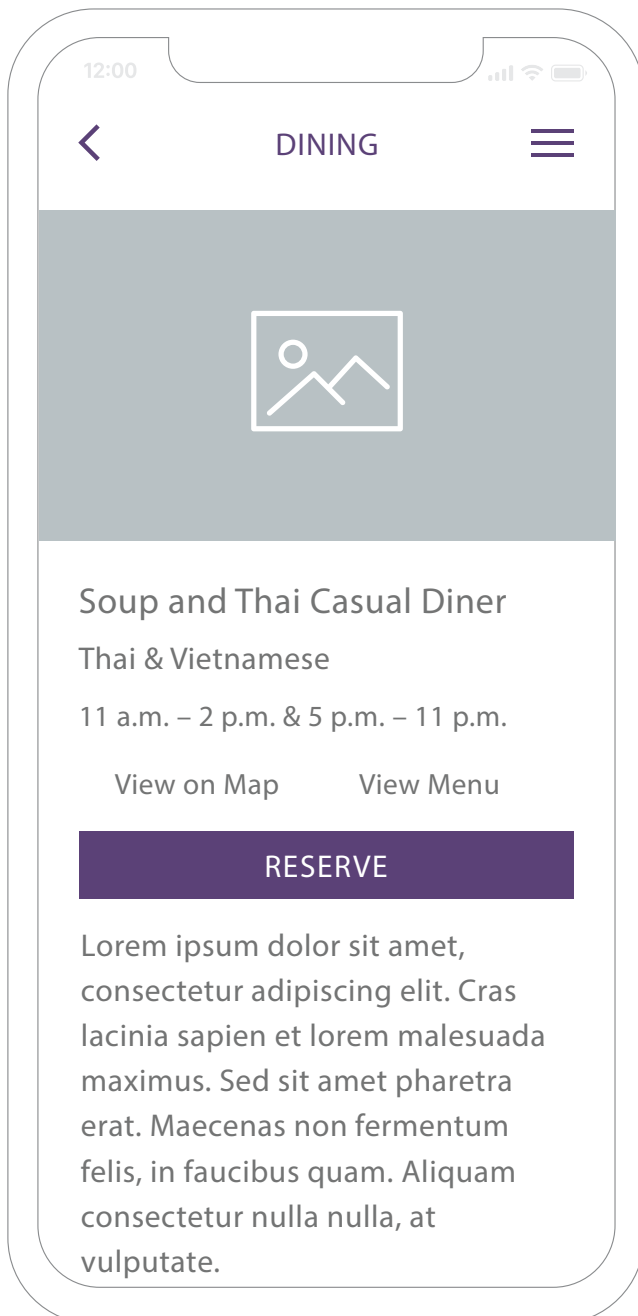 12:00
DINING
Soup and Thai Casual Diner
Thai & Vietnamese
11 a.m. – 2 p.m. & 5 p.m. – 11 p.m.
View on Map View Menu
RESERVE
Lorem ipsum dolor sit amet,
consectetur adipiscing elit. Cras
lacinia sapien et lorem malesuada
maximus. Sed sit amet pharetra
erat. Maecenas non fermentum
felis, in faucibus quam. Aliquam
consectetur nulla nulla, at
vulputate.